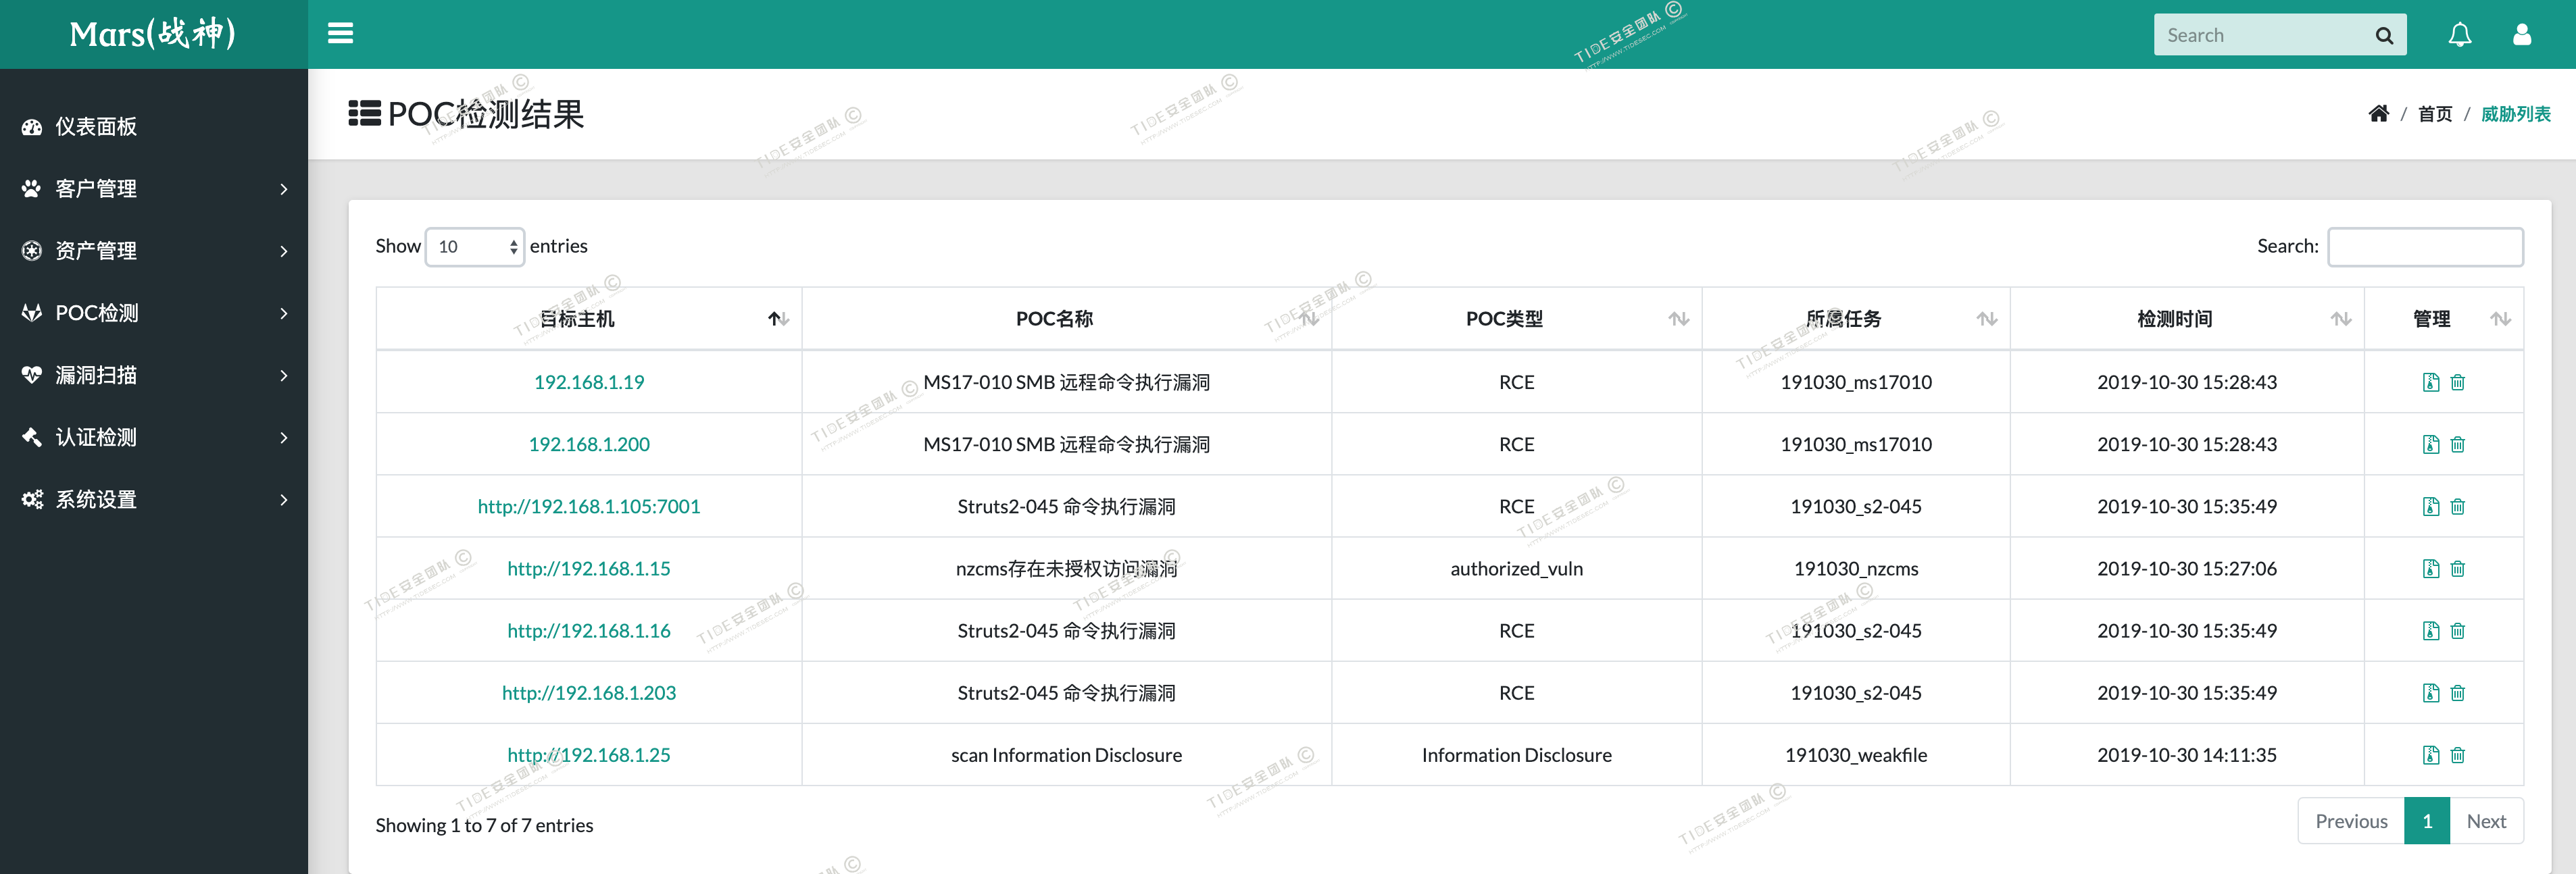 Mars(战神)
Search
仪表面板
客户管理
资产管理
POC检测
漏洞扫描
认证检测
系统设置
POC检测结果
/ 首页 / 威胁列表
Show 10 entries
Search:
目标主机 POC名称 POC类型 所属任务 检测时间 管理
192.168.1.19 MS17-010 SMB 远程命令执行漏洞 RCE 191030_ms17010 2019-10-30 15:28:43
192.168.1.200 MS17-010 SMB 远程命令执行漏洞 RCE 191030_ms17010 2019-10-30 15:28:43
http://192.168.1.105:7001 Struts2-045 命令执行漏洞 RCE 191030_s2-045 2019-10-30 15:35:49
http://192.168.1.15 nzcms存在未授权访问漏洞 authorized_vuln 191030_nzcms 2019-10-30 15:27:06
http://192.168.1.16 Struts2-045 命令执行漏洞 RCE 191030_s2-045 2019-10-30 15:35:49
http://192.168.1.203 Struts2-045 命令执行漏洞 RCE 191030_s2-045 2019-10-30 15:35:49
http://192.168.1.25 scan Information Disclosure Information Disclosure 191030_weakfile 2019-10-30 14:11:35
Showing 1 to 7 of 7 entries
Previous 1 Next
TIDE安全团队 ©
HTTP://WWW.TIDESEC.COM